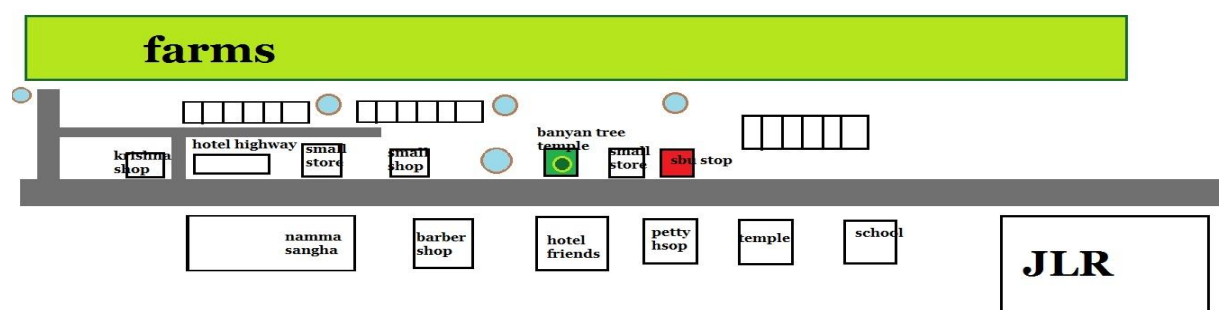 farms
banyan tree
temple
hotel highway
krishna
shop
small
store
small
shop
small
store
sbu stop
namma
sangha
barber
shop
hotel
friends
petty
hsop
temple
school
JLR